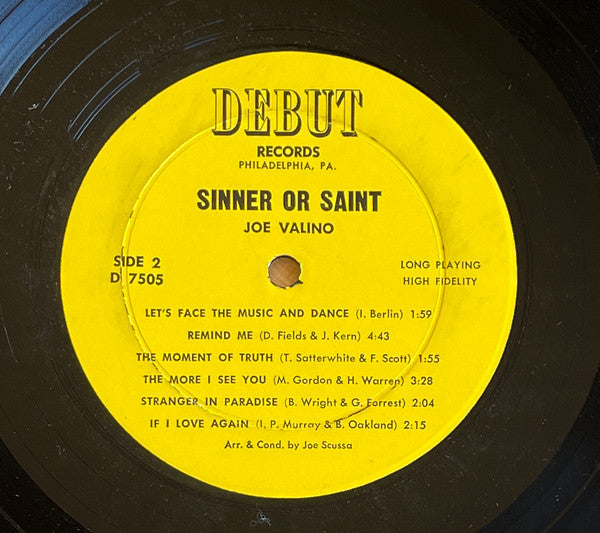 DEBUT
RECORDS
PHILADELPHIA, PA.
SINNER OR SAINT
JOE VALINO
SIDE 2
D 7505
LONG PLAYING
HIGH FIDELITY
LET'S FACE THE MUSIC AND DANCE (I. Berlin) 1:59
REMIND ME (D. Fields & J. Kern) 4:43
THE MOMENT OF TRUTH (T. Satterwhite & F. Scott) 1:55
THE MORE I SEE YOU (M. Gordon & H. Warren) 3:28
STRANGER IN PARADISE (B. Wright & G. Forrest) 2:04
IF I LOVE AGAIN (I. P. Murray & B. Oakland) 2:15
Arr. & Cond. by Joe Scussa